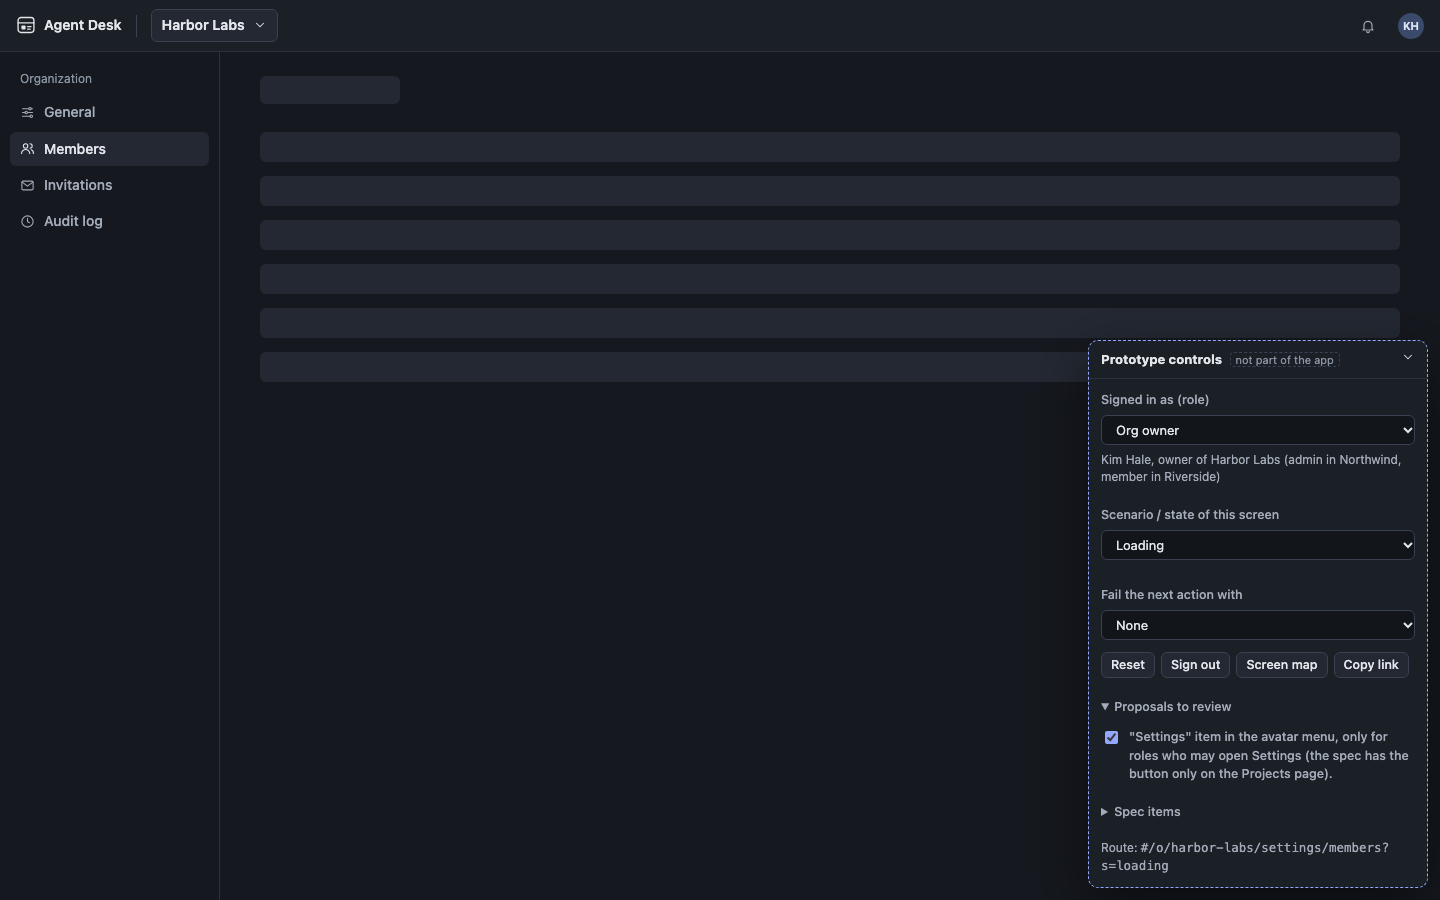 Agent Desk
Harbor Labs
KH
Organization
General
Members
Invitations
Audit log
Prototype controls
not part of the app
Signed in as (role)
Org owner
Kim Hale, owner of Harbor Labs (admin in Northwind,
member in Riverside)
Scenario / state of this screen
Loading
Fail the next action with
None
Reset
Sign out
Screen map
Copy link
Proposals to review
"Settings" item in the avatar menu, only for
roles who may open Settings (the spec has the
button only on the Projects page).
Spec items
Route: #/o/harbor-labs/settings/members?
s=loading